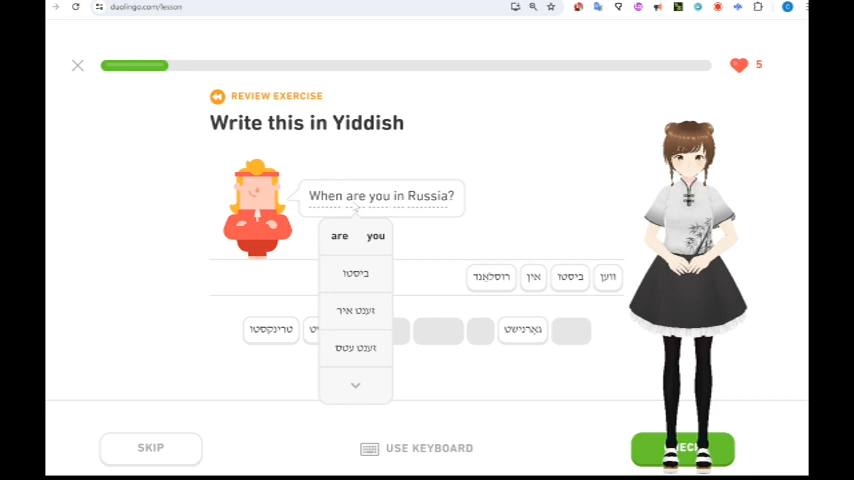 duolingo.com/lesson
5
REVIEW EXERCISE
Write this in Yiddish
When are you in Russia?
are you
ביסטו
זענט איר
זענט עטס
ווען ביסטו אין רוסלאַנד
גאָרנישט
טרינקסטו
SKIP
USE KEYBOARD